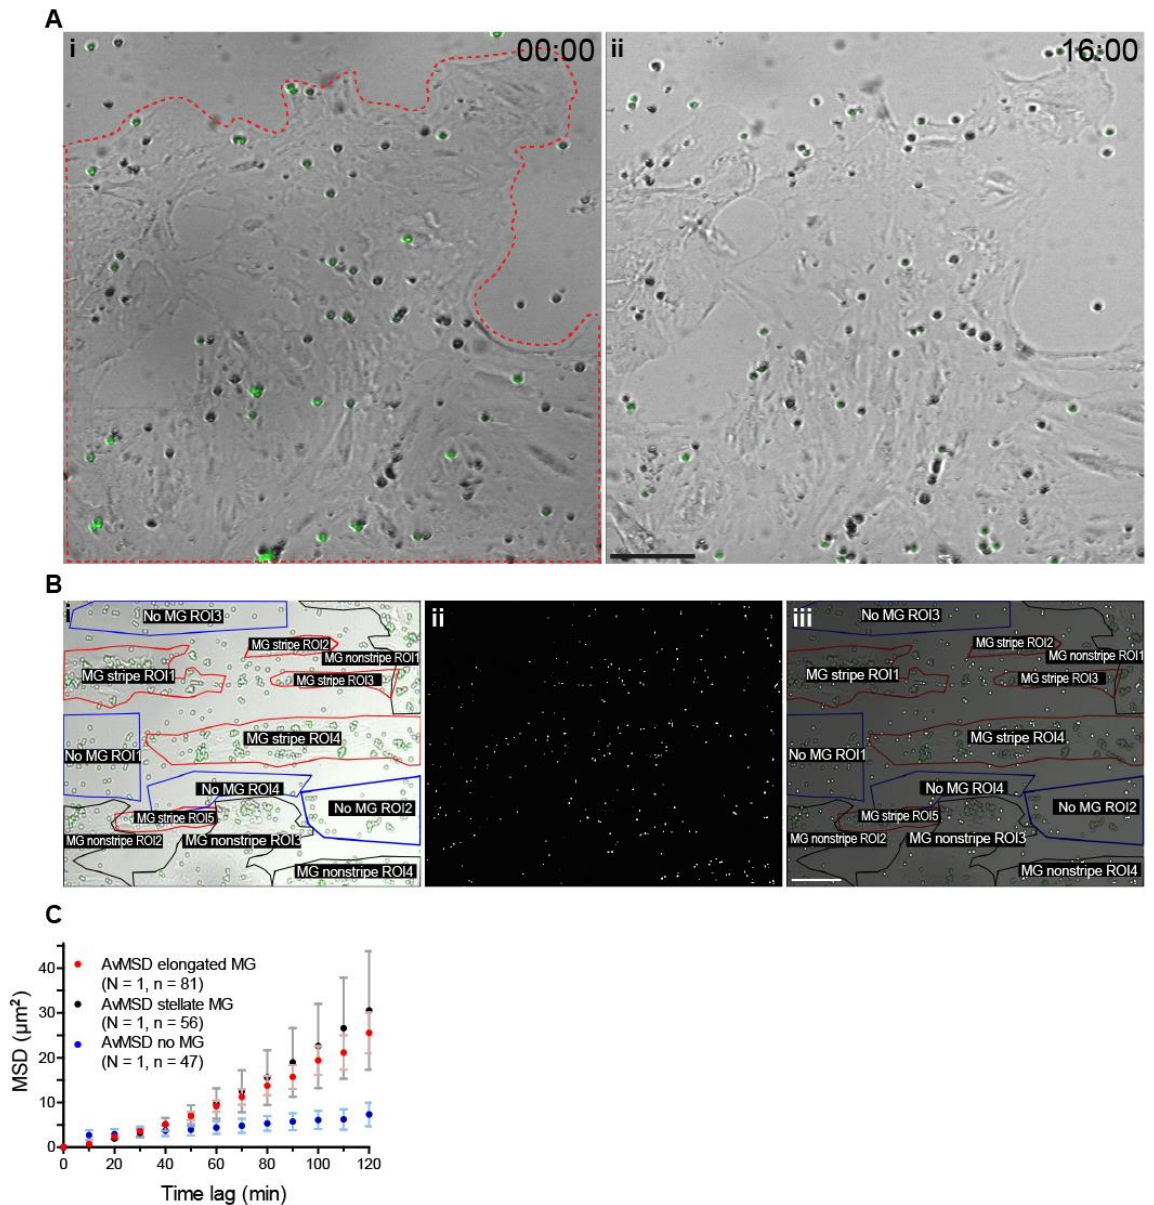 A
i
00:00
ii
16:00
B
i
No MG ROI3
MG stripe ROI2
MG nonstripe ROI1
MG stripe ROI1
MG stripe ROI3
MG stripe ROI4
No MG ROI1
No MG ROI4
No MG ROI2
MG stripe ROI5
MG nonstripe ROI2
MG nonstripe ROI3
MG nonstripe ROI4
ii
iii
No MG ROI3
MG stripe ROI2
MG nonstripe ROI1
MG stripe ROI1
MG stripe ROI3
MG stripe ROI4
No MG ROI1
No MG ROI4
No MG ROI2
MG stripe ROI5
MG nonstripe ROI2
MG nonstripe ROI3
MG nonstripe ROI4
C
MSD (µm²)
40
30
20
10
0
AvMSD elongated MG
(N = 1, n = 81)
AvMSD stellate MG
(N = 1, n = 56)
AvMSD no MG
(N = 1, n = 47)
0 20 40 60 80 100 120
Time lag (min)